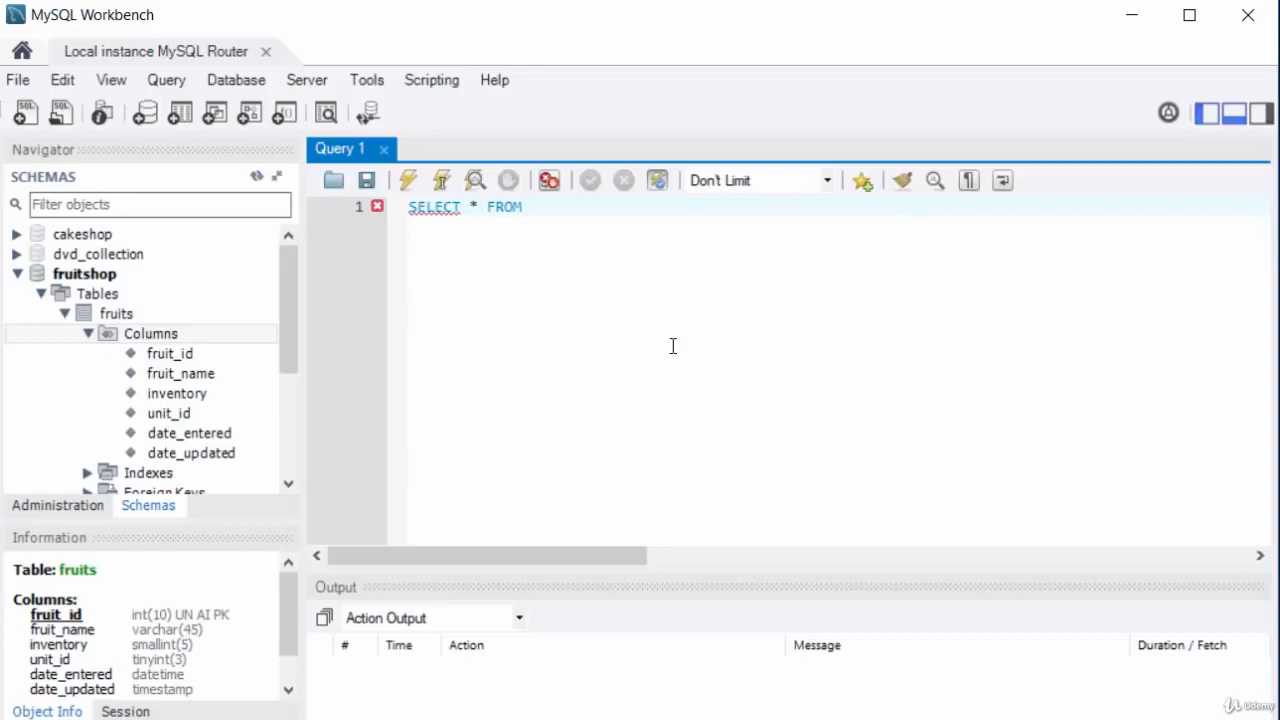 MySQL Workbench
Local instance MySQL Router
File Edit View Query Database Server Tools Scripting Help
Navigator
SCHEMAS
Filter objects
cakeshop
dvd_collection
fruitshop
Tables
fruits
Columns
fruit_id
fruit_name
inventory
unit_id
date_entered
date_updated
Indexes
Foreign Keys
Administration Schemas
Information
Table: fruits
Columns:
fruit_id int(10) UN AI PK
fruit_name varchar(45)
inventory smallint(5)
unit_id tinyint(3)
date_entered datetime
date_updated timestamp
Object Info Session
Query 1
Don't Limit
1 SELECT * FROM
Output
Action Output
# Time Action Message Duration / Fetch
Udemy